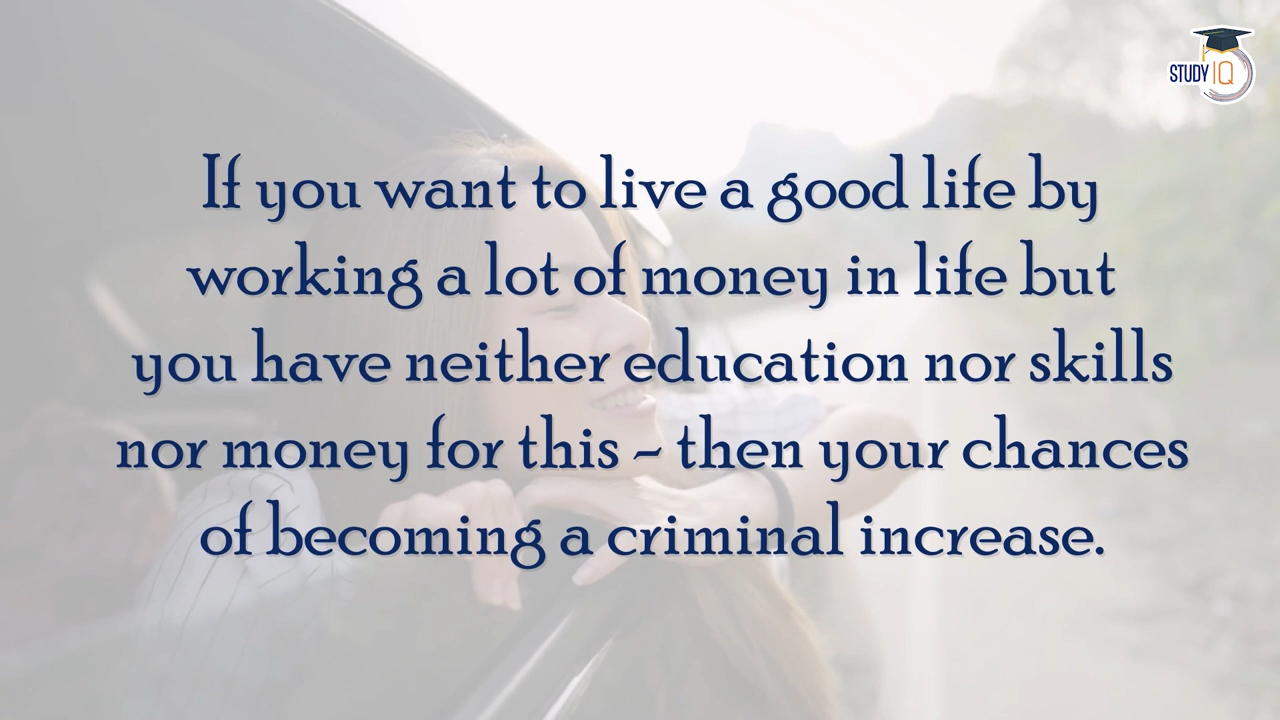 STUDY IQ
If you want to live a good life by
working a lot of money in life but
you have neither education nor skills
nor money for this - then your chances
of becoming a criminal increase.